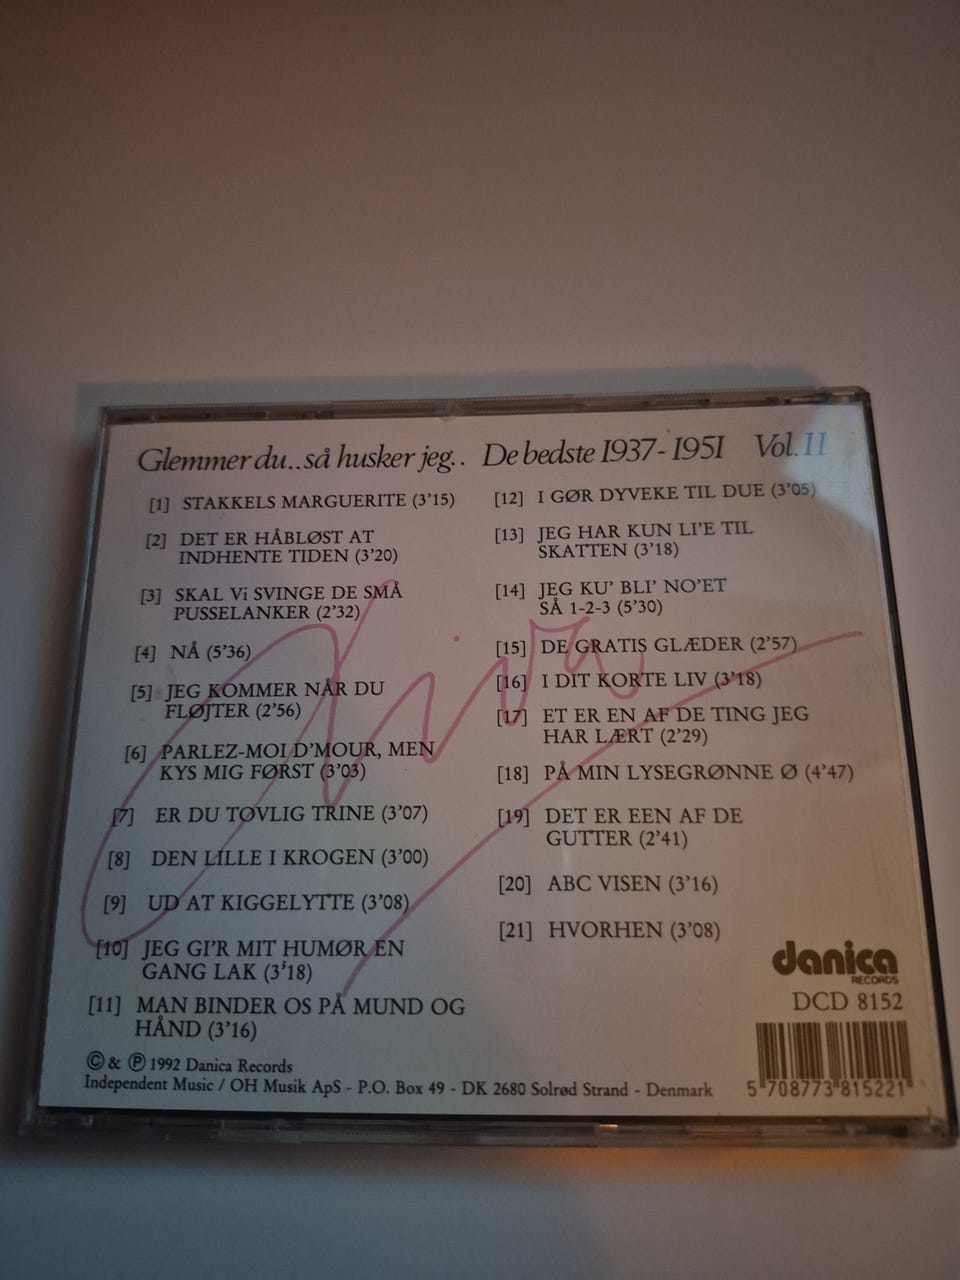 Glemmer du..så husker jeg.. De bedste 1937-1951 Vol. II
[1] STAKKELS MARGUERITE (3'15)
[2] DET ER HÅBLØST AT
INDHENTE TIDEN (3'20)
[3] SKAL Vi SVINGE DE SMÅ
PUSSELANKER (2'32)
[4] NÅ (5'36)
[5] JEG KOMMER NÅR DU
FLØJTER (2'56)
[6] PARLEZ-MOI D'MOUR, MEN
KYS MIG FØRST (3'03)
[7] ER DU TOVLIG TRINE (3'07)
[8] DEN LILLE I KROGEN (3'00)
[9] UD AT KIGGELYTTE (3'08)
[10] JEG GI'R MIT HUMØR EN
GANG LAK (3'18)
[11] MAN BINDER OS PÅ MUND OG
HÅND (3'16)
[12] I GØR DYVEKE TIL DUE (3'05)
[13] JEG HAR KUN LI'E TIL
SKATTEN (3'18)
[14] JEG KU' BLI' NO'ET
SÅ 1-2-3 (5'30)
[15] DE GRATIS GLÆDER (2'57)
[16] I DIT KORTE LIV (3'18)
[17] ET ER EN AF DE TING JEG
HAR LÆRT (2'29)
[18] PÅ MIN LYSEGRØNNE Ø (4'47)
[19] DET ER EEN AF DE
GUTTER (2'41)
[20] ABC VISEN (3'16)
[21] HVORHEN (3'08)
danica
RECORDS
DCD 8152
© & ℗ 1992 Danica Records
Independent Music / OH Musik ApS - P.O. Box 49 - DK 2680 Solrød Strand - Denmark
5 708773 815221